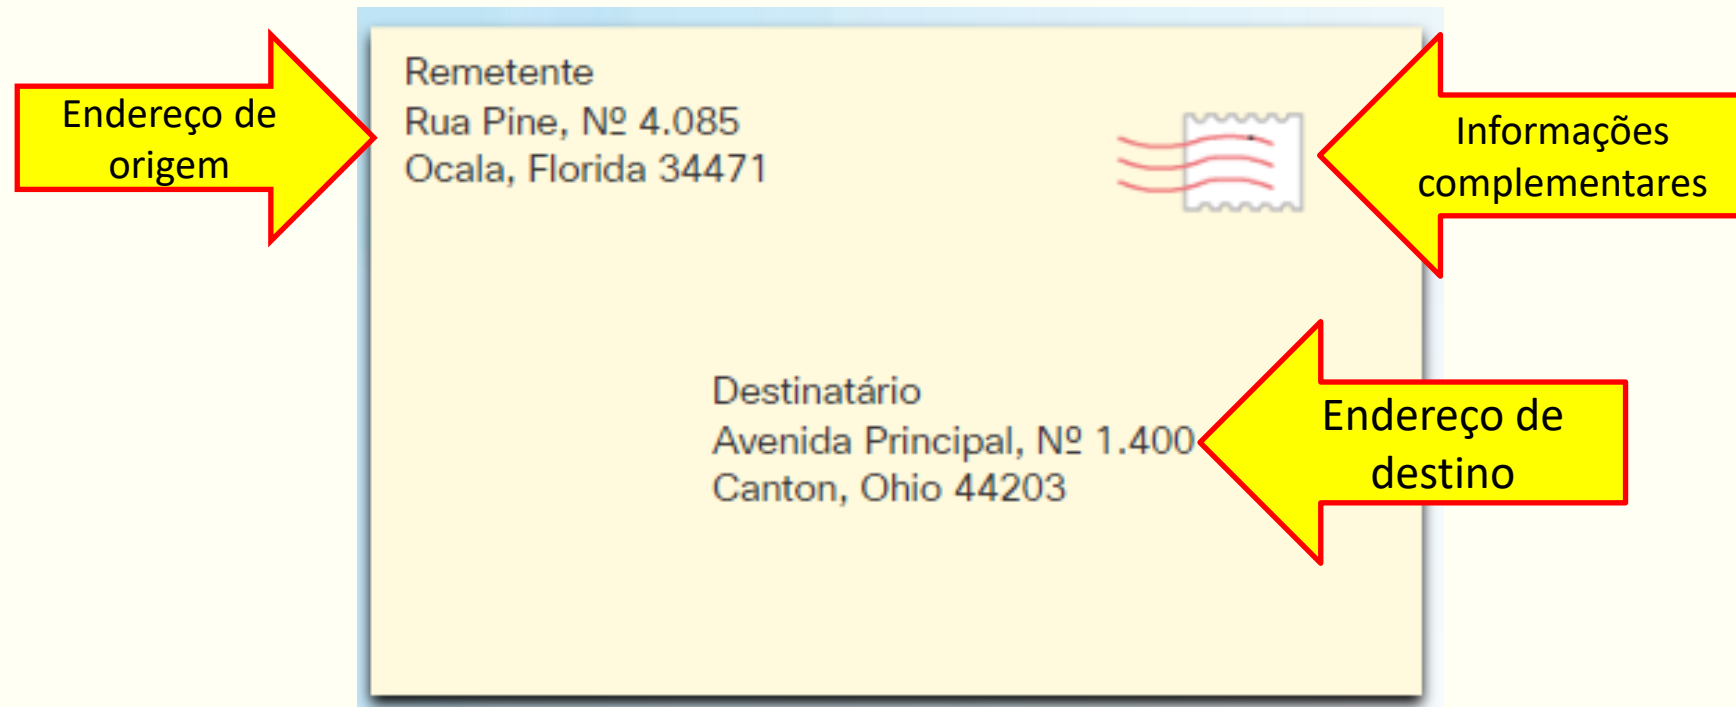 Endereço de
origem
Remetente
Rua Pine, Nº 4.085
Ocala, Florida 34471
Informações
complementares
Destinatário
Avenida Principal, Nº 1.400
Canton, Ohio 44203
Endereço de
destino